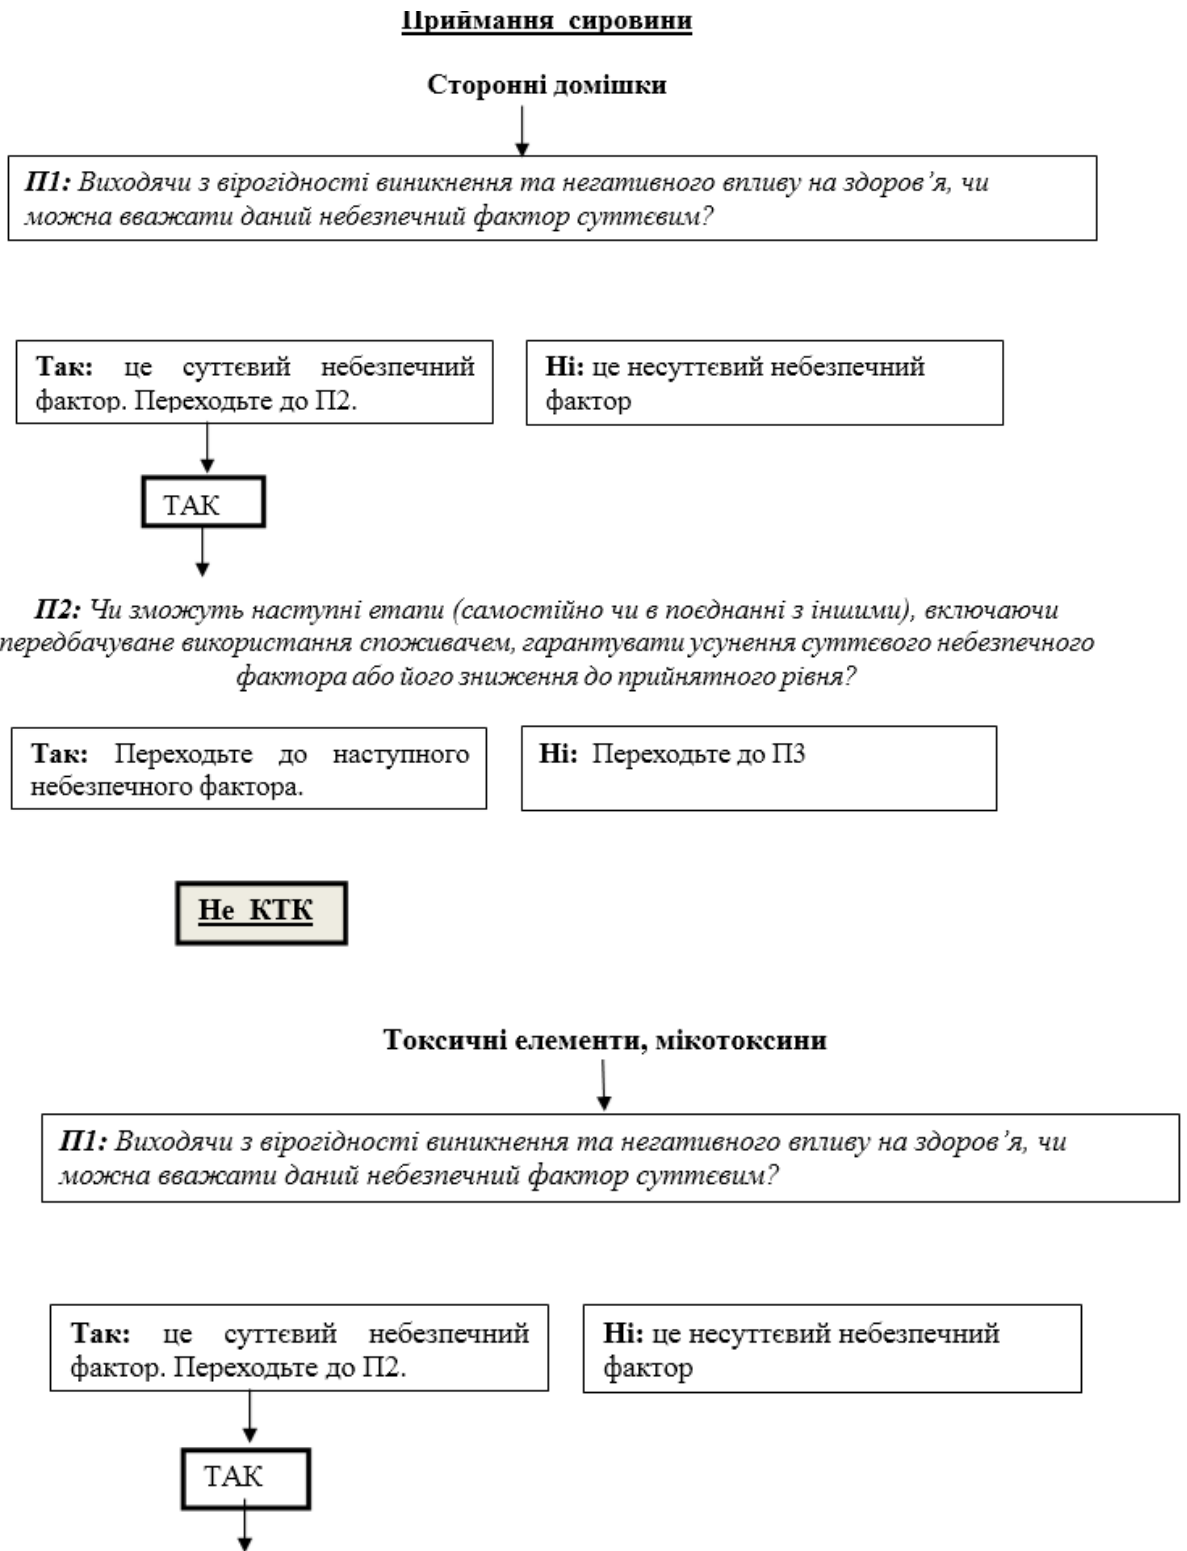 Приймання сировини
Сторонні домішки
П1: Виходячи з вірогідності виникнення та негативного впливу на здоров’я, чи
можна вважати даний небезпечний фактор суттєвим?
Так: це суттєвий небезпечний
фактор. Переходьте до П2.
Ні: це несуттєвий небезпечний
фактор
ТАК
П2: Чи зможуть наступні етапи (самостійно чи в поєднанні з іншими), включаючи
передбачуване використання споживачем, гарантувати усунення суттєвого небезпечного
фактора або його зниження до прийнятного рівня?
Так: Переходьте до наступного
небезпечного фактора.
Ні: Переходьте до П3
Не КТК
Токсичні елементи, мікотоксини
П1: Виходячи з вірогідності виникнення та негативного впливу на здоров’я, чи
можна вважати даний небезпечний фактор суттєвим?
Так: це суттєвий небезпечний
фактор. Переходьте до П2.
Ні: це несуттєвий небезпечний
фактор
ТАК